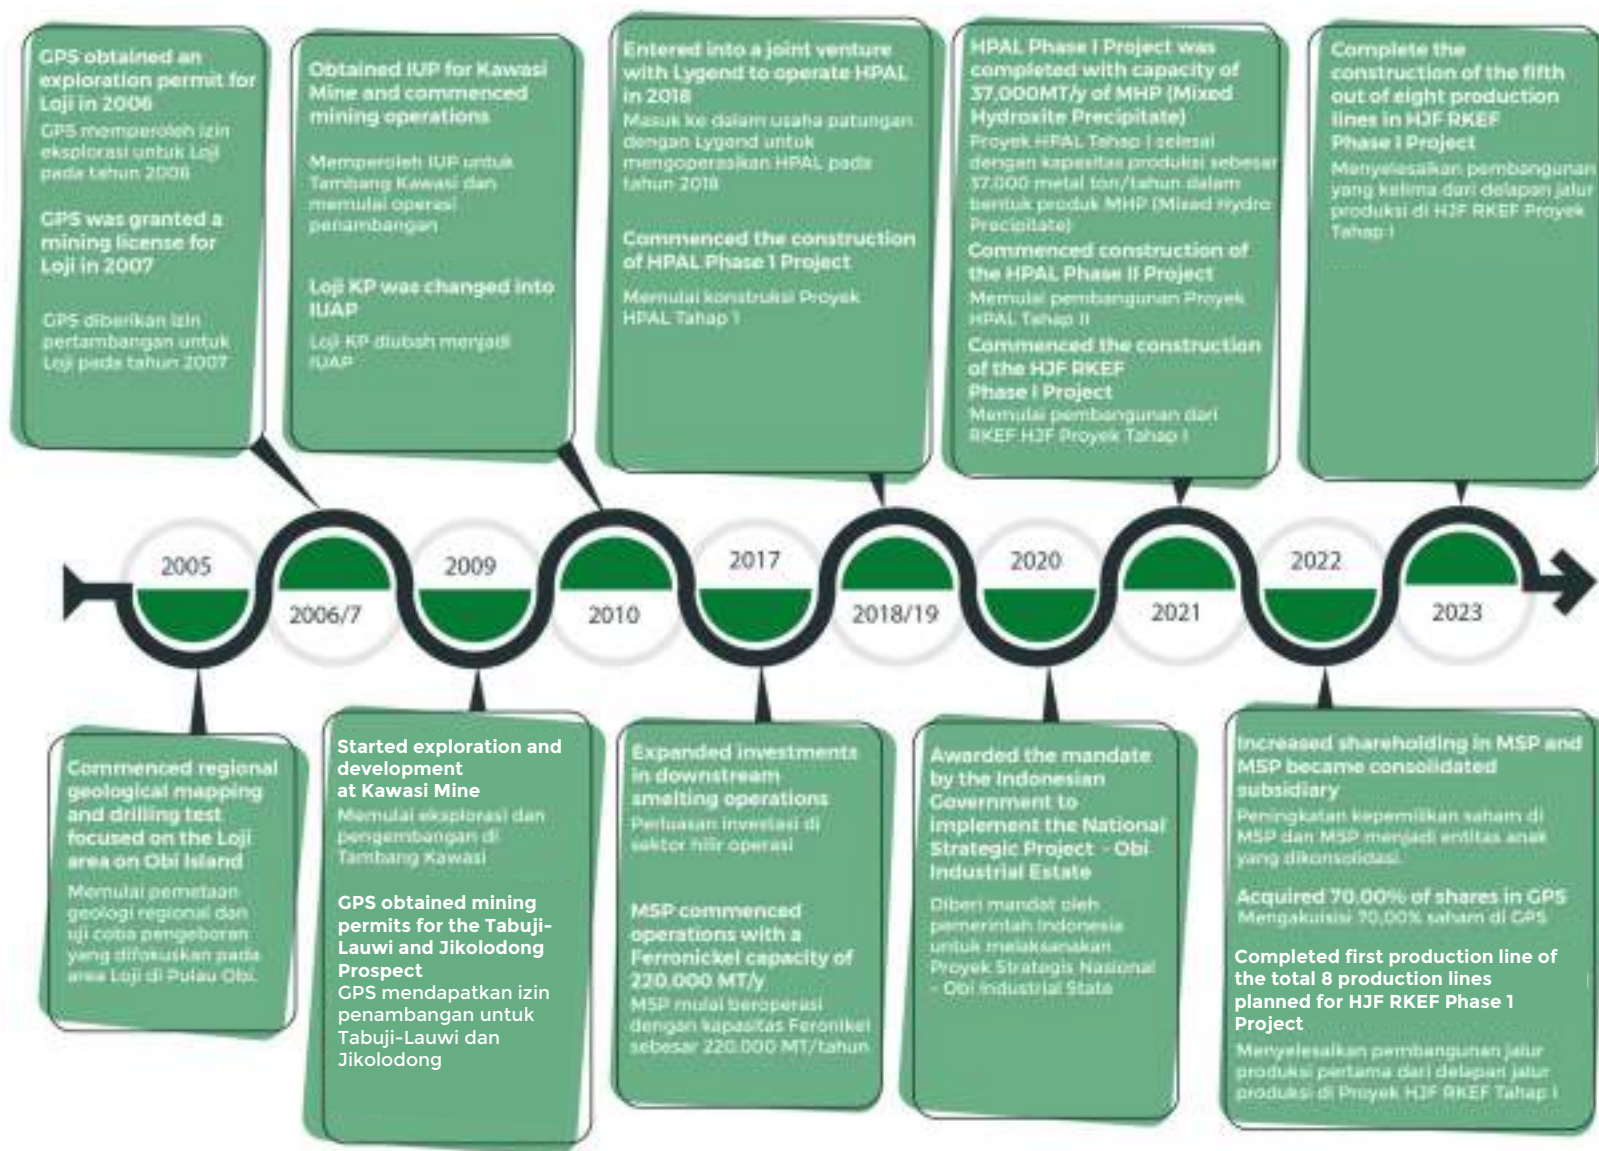 GPS obtained an
exploration permit for
Loji in 2006
GPS memperoleh izin
eksplorasi untuk Loji
pada tahun 2006
GPS was granted a
mining license for
Loji in 2007
GPS diberikan izin
pertambangan untuk
Loji pada tahun 2007
Obtained IUP for Kawasi
Mine and commenced
mining operations
Memperoleh IUP untuk
Tambang Kawasi dan
memulai operasi
penambangan
Loji KP was changed into
IUAP
Loji KP diubah menjadi
IUAP
Entered into a joint venture
with Lygend to operate HPAL
in 2018
Masuk ke dalam usaha patungan
dengan Lygend untuk
mengoperasikan HPAL pada
tahun 2018
Commenced the construction
of HPAL Phase 1 Project
Memulai konstruksi Proyek
HPAL Tahap 1
HPAL Phase I Project was
completed with capacity of
37,000MT/y of MHP (Mixed
Hydroxite Precipitate)
Proyek HPAL Tahap I selesai
dengan kapasitas produksi sebesar
37.000 metal ton/tahun dalam
bentuk produk MHP (Mixed Hydro
Precipitate)
Commenced construction of
the HPAL Phase II Project
Memulai pembangunan Proyek
HPAL Tahap II
Commenced the construction
of the HJF RKEF
Phase I Project
Memulai pembangunan dari
RKEF HJF Proyek Tahap I
Complete the
construction of the fifth
out of eight production
lines in HJF RKEF
Phase I Project
Menyelesaikan pembangunan
yang kelima dari delapan jalur
produksi di HJF RKEF Proyek
Tahap I
2005
2006/7
2009
2010
2017
2018/19
2020
2021
2022
2023
Commenced regional
geological mapping
and drilling test
focused on the Loji
area on Obi Island
Memulai pemetaan
geologi regional dan
uji coba pengeboran
yang difokuskan pada
area Loji di Pulau Obi.
Started exploration and
development
at Kawasi Mine
Memulai eksplorasi dan
pengembangan di
Tambang Kawasi
GPS obtained mining
permits for the Tabuji-
Lauwi and Jikolodong
Prospect
GPS mendapatkan izin
penambangan untuk
Tabuji-Lauwi dan
Jikolodong
Expanded investments
in downstream
smelting operations
Perluasan investasi di
sektor hilir operasi
MSP commenced
operations with a
Ferronickel capacity of
220.000 MT/y
MSP mulai beroperasi
dengan kapasitas Feronikel
sebesar 220.000 MT/tahun
Awarded the mandate
by the Indonesian
Government to
implement the National
Strategic Project - Obi
Industrial Estate
Diberi mandat oleh
pemerintah Indonesia
untuk melaksanakan
Proyek Strategis Nasional
- Obi Industrial State
Increased shareholding in MSP and
MSP became consolidated
subsidiary
Peningkatan kepemilikan saham di
MSP dan MSP menjadi entitas anak
yang dikonsolidasi.
Acquired 70.00% of shares in GPS
Mengakuisisi 70,00% saham di GPS
Completed first production line of
the total 8 production lines
planned for HJF RKEF Phase 1
Project
Menyelesaikan pembangunan jalur
produksi pertama dari delapan jalur
produksi di Proyek HJF RKEF Tahap I